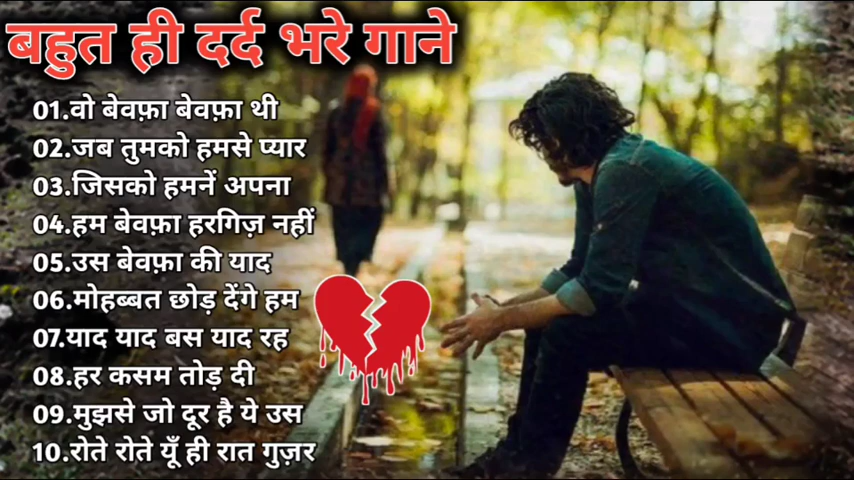 बहुत ही दर्द भरे गाने
01.वो बेवफ़ा बेवफ़ा थी
02.जब तुमको हमसे प्यार
03.जिसको हमनें अपना
04.हम बेवफ़ा हरगिज़ नहीं
05.उस बेवफ़ा की याद
06.मोहब्बत छोड़ देंगे हम
07.याद याद बस याद रह
08.हर कसम तोड़ दी
09.मुझसे जो दूर है ये उस
10.रोते रोते यूँ ही रात गुज़र